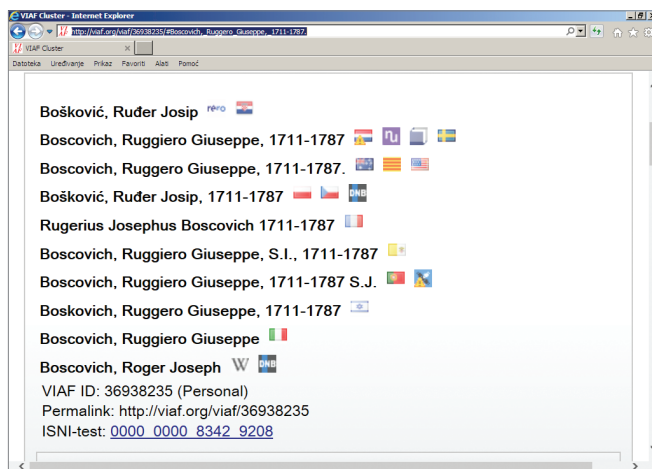 VIAF Cluster - Internet Explorer
http://viaf.org/viaf/36938235/#Boscovich,_Ruggero_Giuseppe,_1711-1787.
VIAF Cluster
Datoteka Uređivanje Prikaz Favoriti Alati Pomoć
Bošković, Ruđer Josip rero
Boscovich, Ruggiero Giuseppe, 1711-1787
Boscovich, Ruggero Giuseppe, 1711-1787.
Bošković, Ruđer Josip, 1711-1787 DNB
Rugerius Josephus Boscovich 1711-1787
Boscovich, Ruggiero Giuseppe, S.I., 1711-1787
Boscovich, Ruggiero Giuseppe, 1711-1787 S.J.
Boskovich, Ruggero Giuseppe, 1711-1787
Boscovich, Ruggiero Giuseppe
Boscovich, Roger Joseph W DNB
VIAF ID: 36938235 (Personal)
Permalink: http://viaf.org/viaf/36938235
ISNI-test: 0000 0000 8342 9208